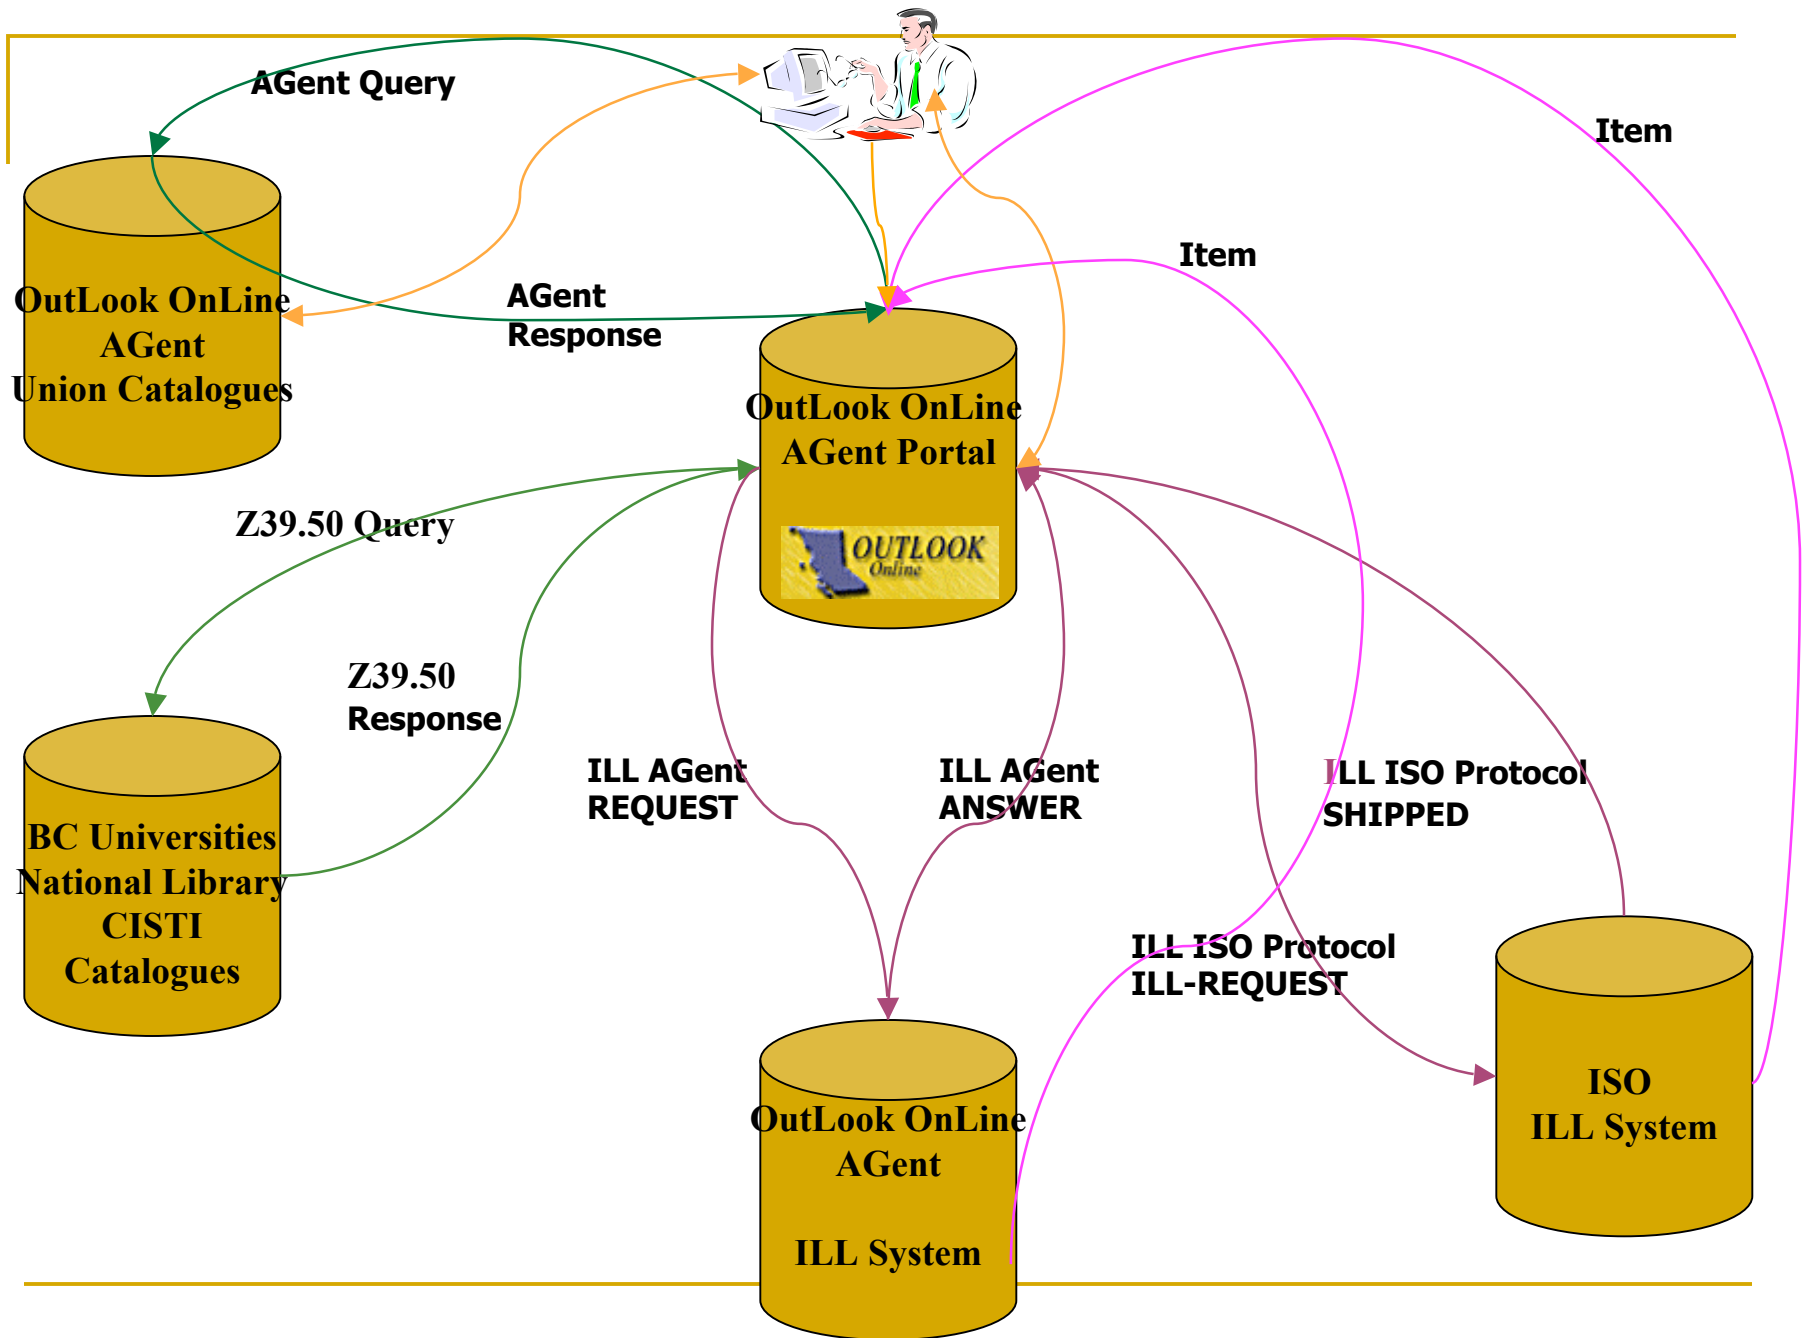 AGent Query
Item
Item
OutLook OnLine
AGent
Union Catalogues
AGent
Response
OutLook OnLine
AGent Portal
OUTLOOK
Online
Z39.50 Query
Z39.50
Response
ILL AGent
REQUEST
ILL AGent
ANSWER
ILL ISO Protocol
SHIPPED
BC Universities
National Library
CISTI
Catalogues
ILL ISO Protocol
ILL-REQUEST
OutLook OnLine
AGent
ILL System
ISO
ILL System